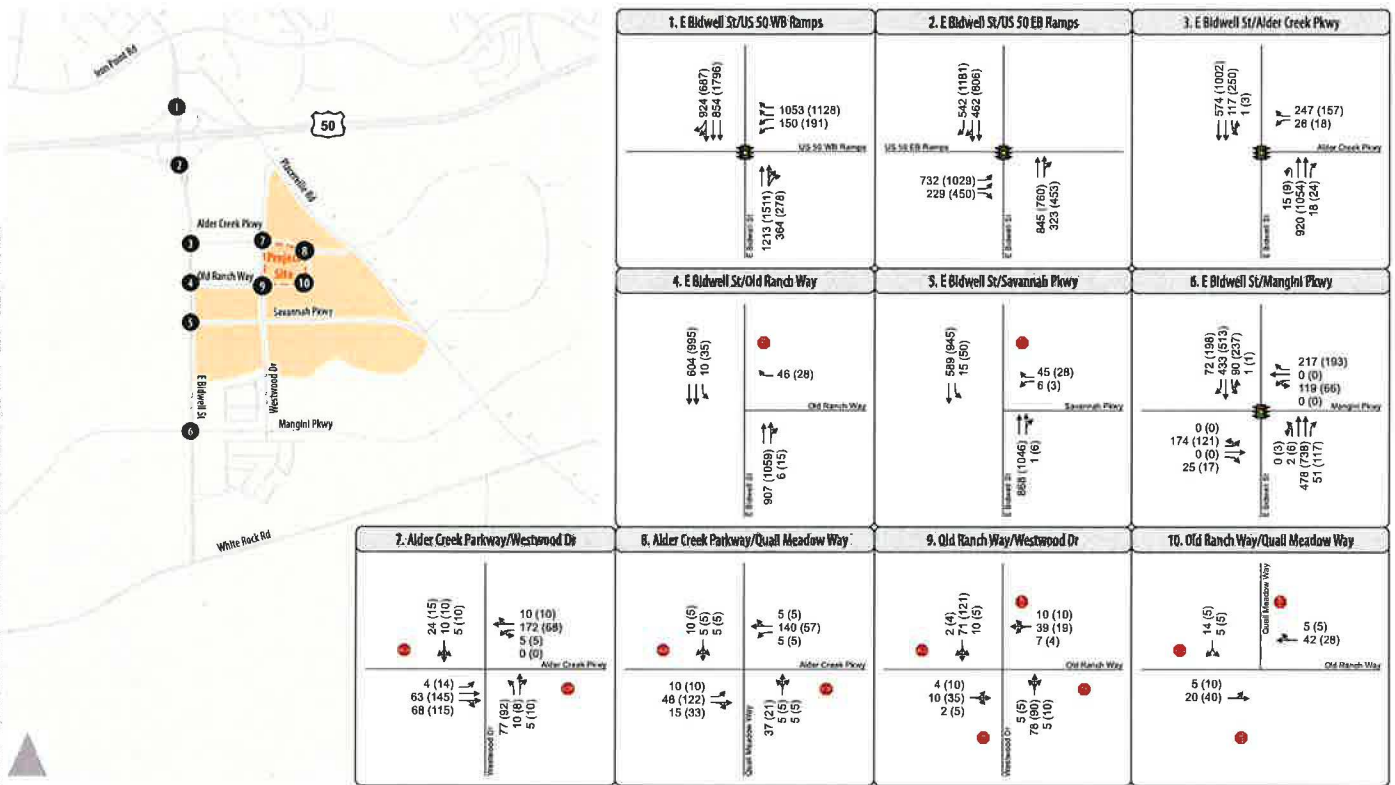 Iron Point Rd
1
50
2
Placerville Rd
Alder Creek Pkwy
3
7
8
Project
Site
Old Ranch Way
4
9
10
Savannah Pkwy
5
E Bidwell St
Westwood Dr
Mangini Pkwy
6
White Rock Rd
1. E Bidwell St/US 50 WB Ramps
924 (687)
854 (1796)
1053 (1128)
150 (191)
US 50 WB Ramps
1213 (1511)
364 (278)
E Bidwell St
2. E Bidwell St/US 50 EB Ramps
542 (1181)
462 (806)
US 50 EB Ramps
732 (1029)
229 (450)
845 (760)
323 (453)
E Bidwell St
3. E Bidwell St/Alder Creek Pkwy
574 (1002)
117 (250)
1 (3)
247 (157)
28 (18)
Alder Creek Pkwy
15 (9)
920 (1054)
18 (24)
E Bidwell St
4. E Bidwell St/Old Ranch Way
604 (995)
10 (35)
46 (28)
Old Ranch Way
907 (1059)
6 (15)
E Bidwell St
5. E Bidwell St/Savannah Pkwy
589 (945)
15 (50)
45 (28)
6 (3)
Savannah Pkwy
868 (1046)
1 (6)
E Bidwell St
6. E Bidwell St/Mangini Pkwy
72 (198)
433 (513)
90 (237)
1 (1)
217 (193)
0 (0)
119 (66)
0 (0)
Mangini Pkwy
0 (0)
174 (121)
0 (0)
25 (17)
0 (3)
2 (6)
478 (738)
51 (117)
E Bidwell St
7. Alder Creek Parkway/Westwood Dr
24 (15)
10 (10)
5 (10)
10 (10)
172 (68)
5 (5)
0 (0)
Alder Creek Pkwy
4 (14)
63 (145)
68 (115)
77 (92)
10 (8)
5 (10)
Westwood Dr
8. Alder Creek Parkway/Quail Meadow Way
10 (5)
5 (5)
5 (5)
5 (5)
140 (57)
5 (5)
Alder Creek Pkwy
10 (10)
48 (122)
15 (33)
37 (21)
5 (5)
5 (5)
Quail Meadow Way
9. Old Ranch Way/Westwood Dr
2 (4)
71 (121)
10 (5)
10 (10)
39 (19)
7 (4)
Old Ranch Way
4 (10)
10 (35)
2 (5)
5 (5)
78 (90)
5 (10)
Westwood Dr
10. Old Ranch Way/Quail Meadow Way
14 (5)
5 (5)
Quail Meadow Way
5 (5)
42 (28)
Old Ranch Way
5 (10)
20 (40)